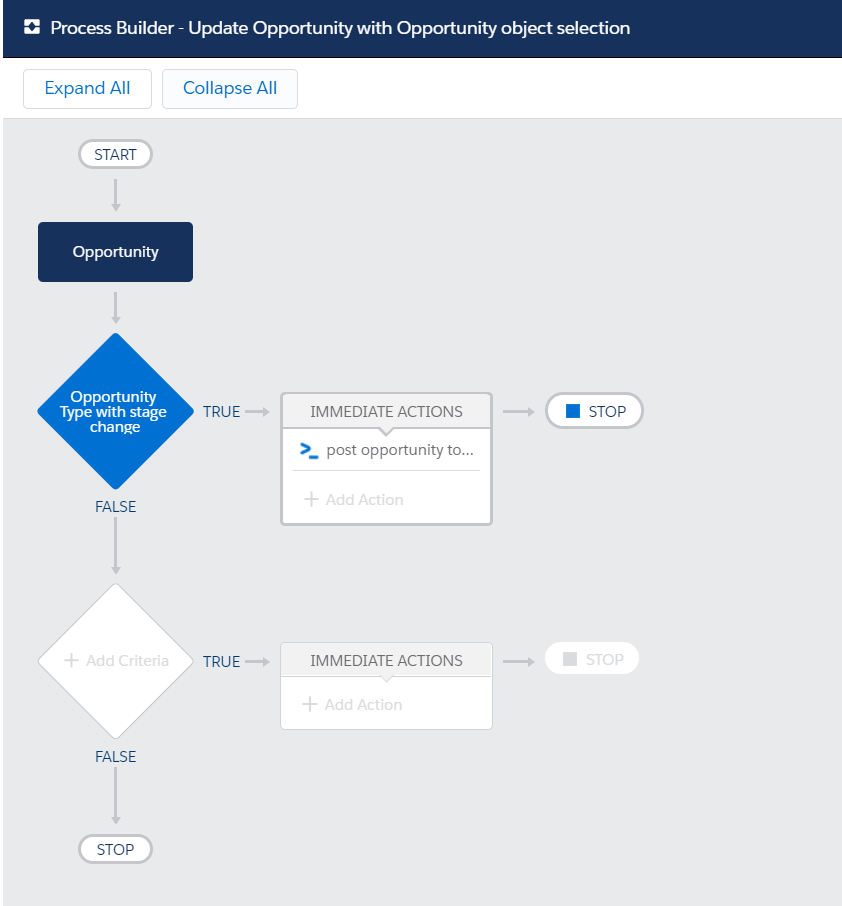 Process Builder - Update Opportunity with Opportunity object selection
Expand All
Collapse All
START
Opportunity
Opportunity
Type with stage
change
TRUE
IMMEDIATE ACTIONS
post opportunity to...
+ Add Action
STOP
FALSE
+ Add Criteria
TRUE
IMMEDIATE ACTIONS
+ Add Action
STOP
FALSE
STOP